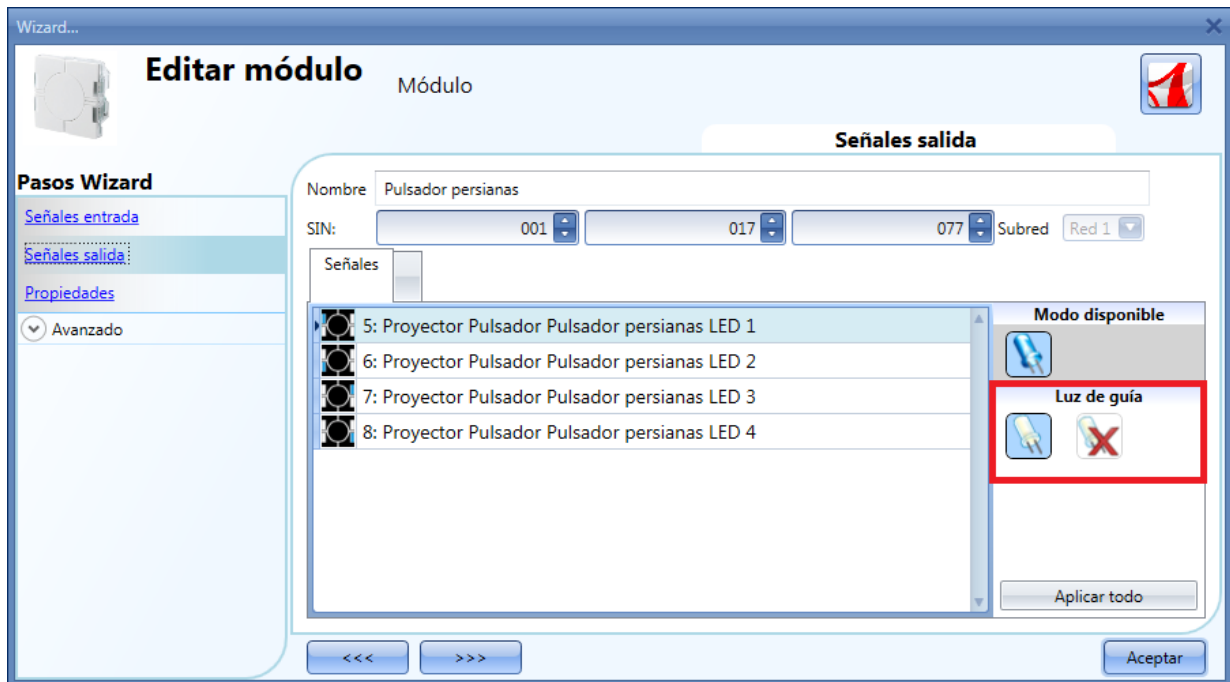 Wizard...
Editar módulo
Módulo
Señales salida
Pasos Wizard
Señales entrada
Señales salida
Propiedades
Avanzado
Nombre Pulsador persianas
SIN: 001 017 077 Subred Red 1
Señales
5: Proyector Pulsador Pulsador persianas LED 1
6: Proyector Pulsador Pulsador persianas LED 2
7: Proyector Pulsador Pulsador persianas LED 3
8: Proyector Pulsador Pulsador persianas LED 4
Modo disponible
Luz de guía
Aplicar todo
<<< >>> Aceptar